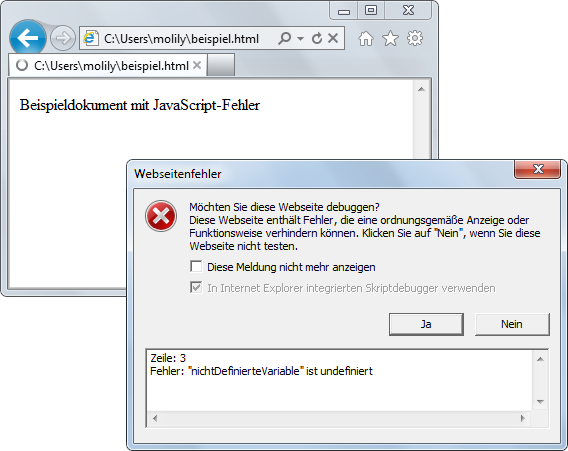 C:\Users\molily\beispiel.html
C:\Users\molily\beispiel.html
Beispieldokument mit JavaScript-Fehler
Webseitenfehler
Möchten Sie diese Webseite debuggen?
Diese Webseite enthält Fehler, die eine ordnungsgemäße Anzeige oder
Funktionsweise verhindern können. Klicken Sie auf "Nein", wenn Sie diese
Webseite nicht testen.
Diese Meldung nicht mehr anzeigen
In Internet Explorer integrierten Skriptdebugger verwenden
Ja
Nein
Zeile: 3
Fehler: "nichtDefinierteVariable" ist undefiniert